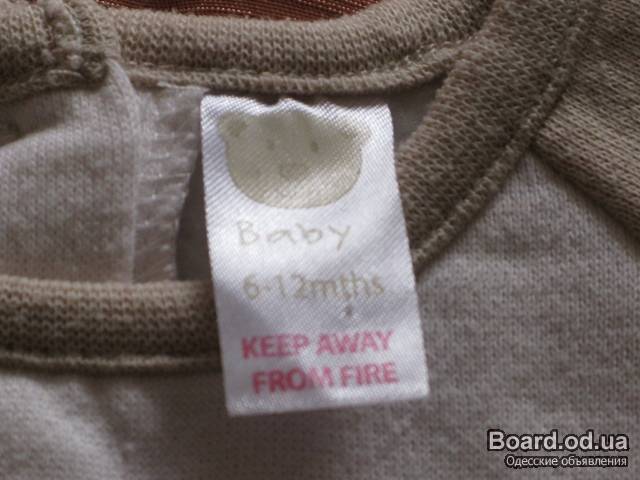 Baby
6-12mths
KEEP AWAY
FROM FIRE
Board.od.ua
Одесские объявления